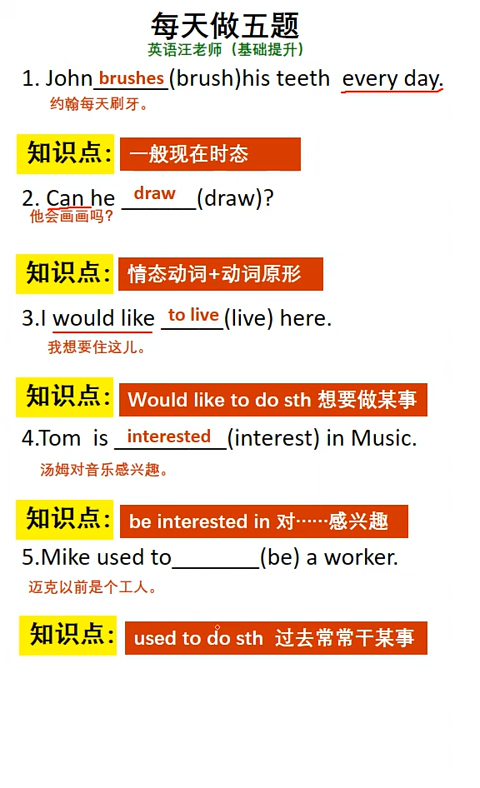 每天做五题
英语汪老师（基础提升）
1. John brushes (brush)his teeth every day.
约翰每天刷牙。
知识点: 一般现在时态
2. Can he draw (draw)?
他会画画吗?
知识点: 情态动词+动词原形
3.I would like to live (live) here.
我想要住这儿。
知识点: Would like to do sth 想要做某事
4.Tom is interested (interest) in Music.
汤姆对音乐感兴趣。
知识点: be interested in 对······感兴趣
5.Mike used to________(be) a worker.
迈克以前是个工人。
知识点: used to do sth 过去常常干某事